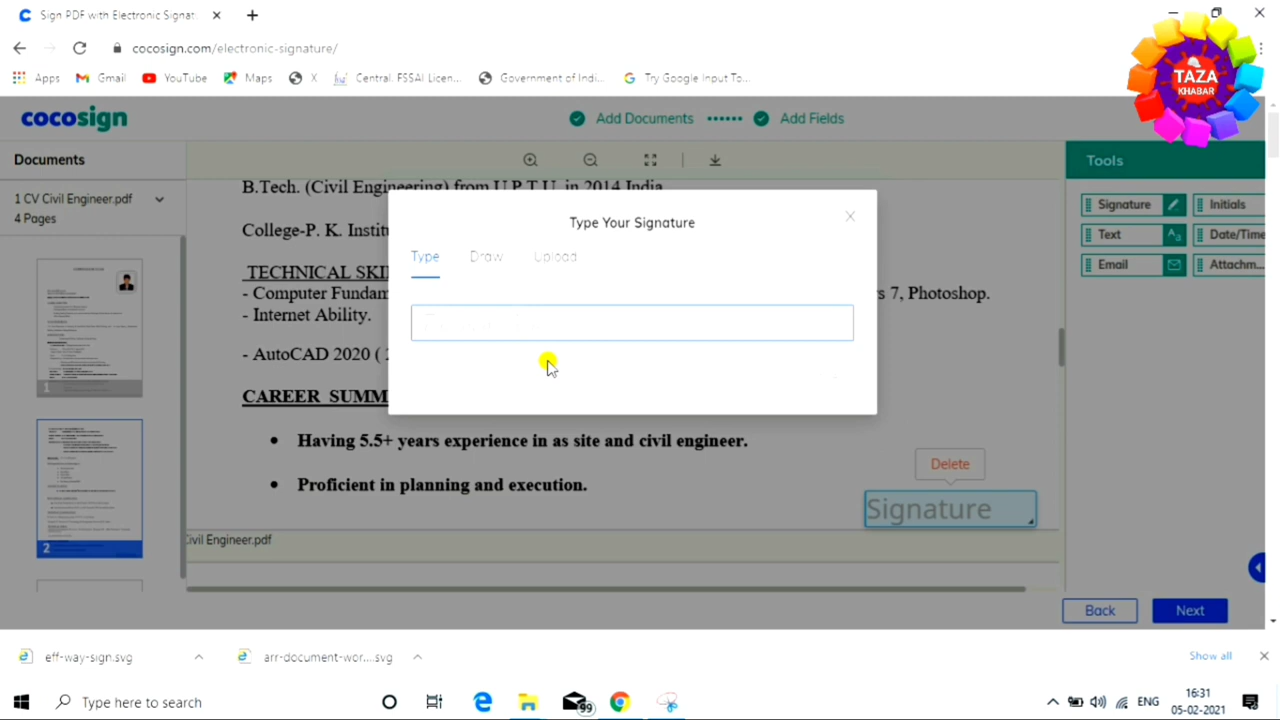 Sign PDF with Electronic Signat
cocosign.com/electronic-signature/
Apps Gmail YouTube Maps X Central. FSSAI Licen... Government of Indi... Try Google Input To...
TAZA
KHABAR
cocosign
Add Documents Add Fields
Documents
Tools
1 CV Civil Engineer.pdf
4 Pages
1
2
B.Tech. (Civil Engineering) from U.P.T.U. in 2014 India
College-P. K. Instit
TECHNICAL SKI
- Computer Fundam
s 7, Photoshop.
- Internet Ability.
- AutoCAD 2020 (
CAREER SUMM
Having 5.5+ years experience in as site and civil engineer.
Proficient in planning and execution.
Civil Engineer.pdf
Type Your Signature
Type Draw Upload
Delete
Signature
Signature Initials
Text Date/Time
Email Attachm...
Back Next
eff-way-sign.svg arr-document-wor....svg Show all
Type here to search
99
ENG
16:31
05-02-2021